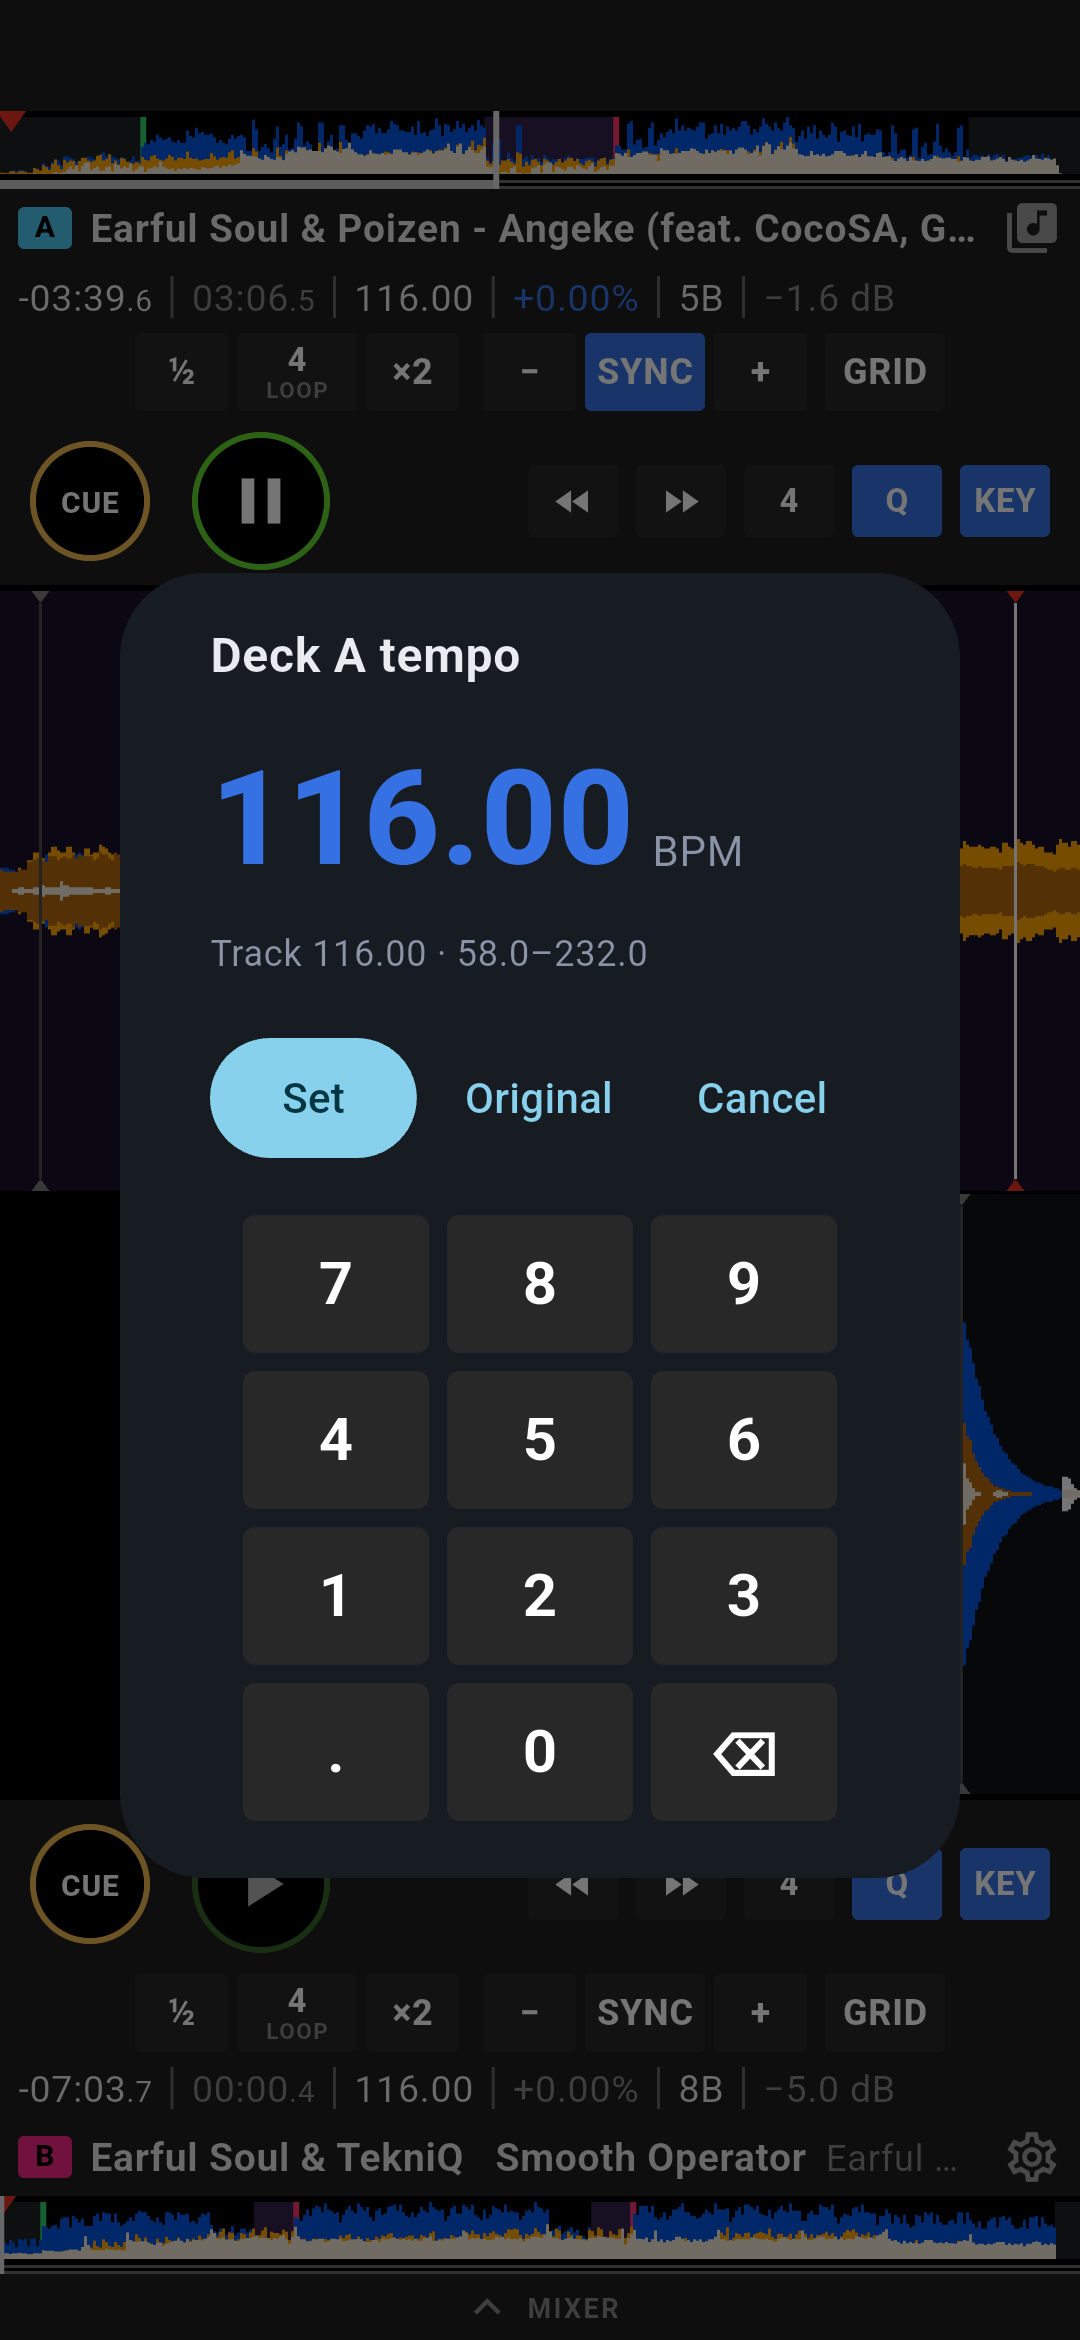 A Earful Soul & Poizen - Angeke (feat. CocoSA, G…
-03:39.6 | 03:06.5 | 116.00 | +0.00% | 5B | −1.6 dB
½ 4 LOOP ×2 − SYNC + GRID
CUE 4 Q KEY
Deck A tempo
116.00 BPM
Track 116.00 · 58.0–232.0
Set Original Cancel
7 8 9
4 5 6
1 2 3
. 0
CUE 4 Q KEY
½ 4 LOOP ×2 − SYNC + GRID
-07:03.7 | 00:00.4 | 116.00 | +0.00% | 8B | −5.0 dB
B Earful Soul & TekniQ Smooth Operator Earful …
MIXER